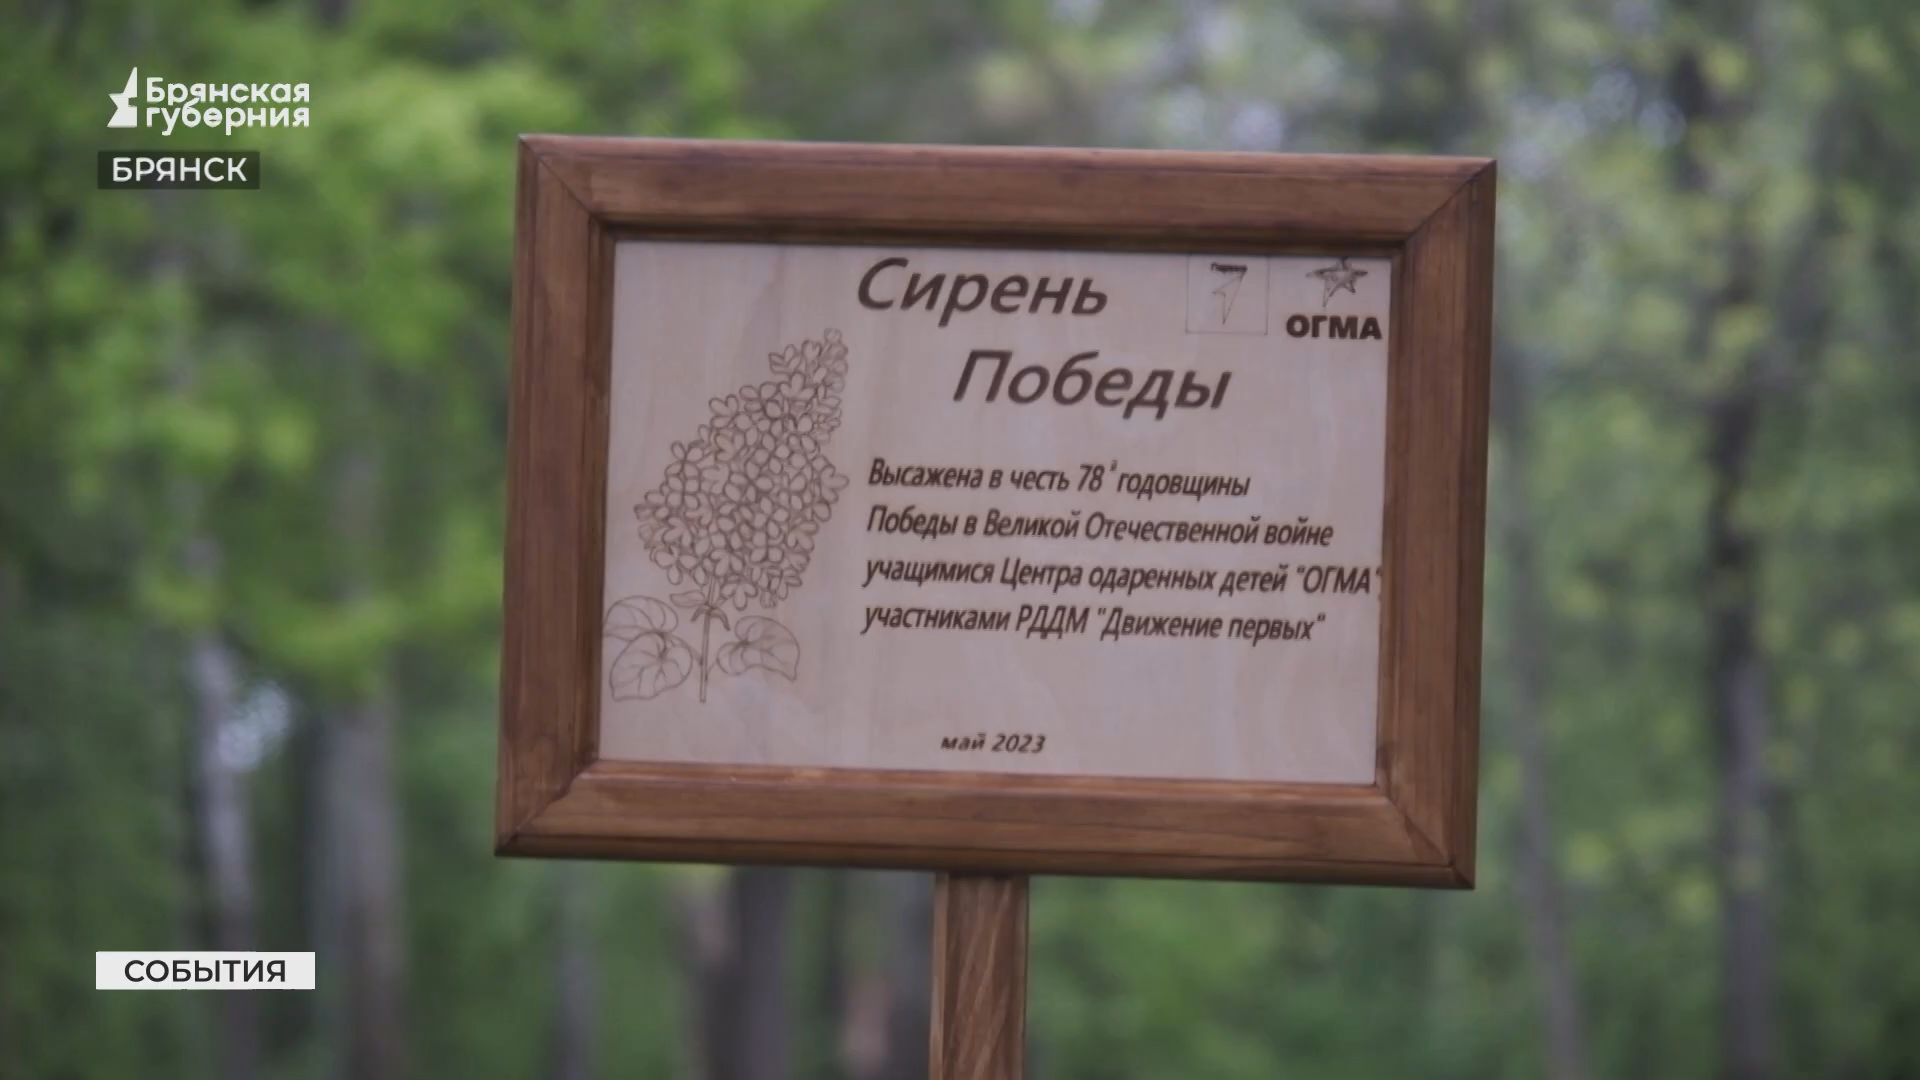 Брянская
губерния
БРЯНСК
Сирень
Победы
ОГМА
Высажена в честь 78й годовщины
Победы в Великой Отечественной войне
учащимися Центра одаренных детей "ОГМА",
участниками РДДМ "Движение первых"
май 2023
СОБЫТИЯ